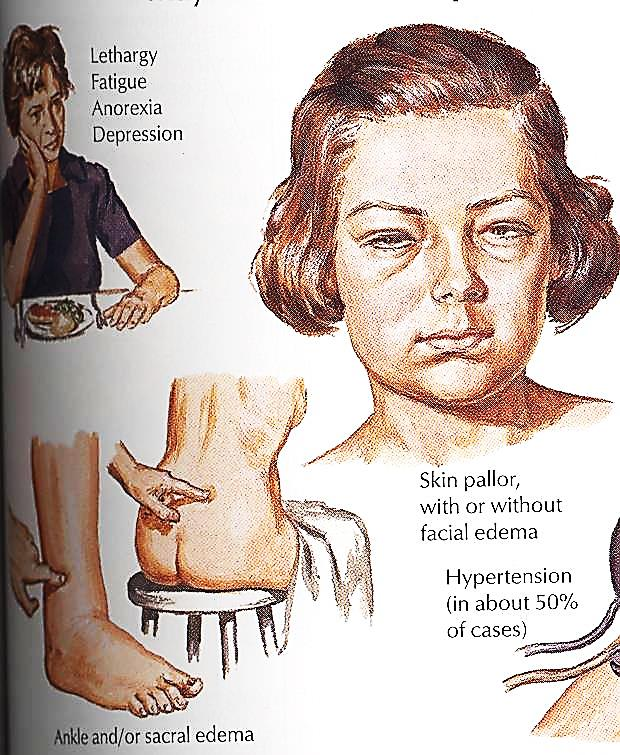 Lethargy
Fatigue
Anorexia
Depression
Skin pallor,
with or without
facial edema
Hypertension
(in about 50%
of cases)
Ankle and/or sacral edema